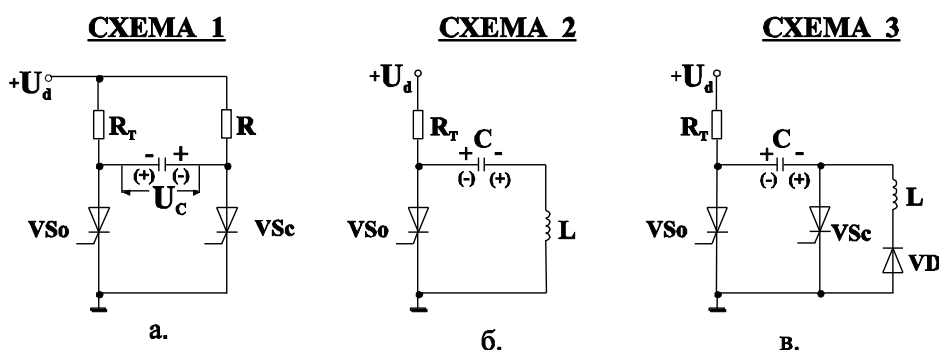 СХЕМА 1
+Ud
RT
R
- +
(+) (-)
UC
VSo
VSc
а.
СХЕМА 2
+Ud
RT
C
+ -
(-) (+)
VSo
L
б.
СХЕМА 3
+Ud
RT
C
+ -
(-) (+)
L
VSo
VSc
VD
в.